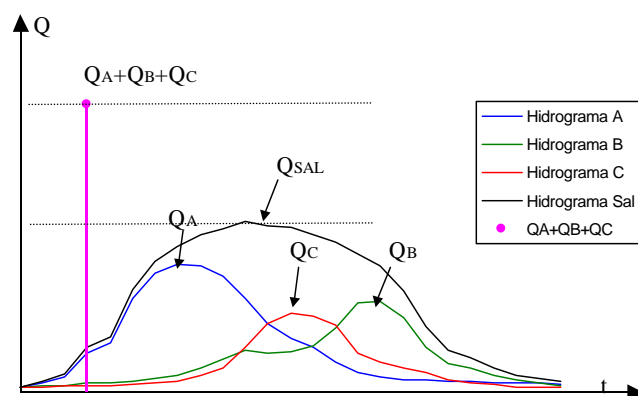 Q
QA+QB+QC
QSAL
QA
QC
QB
t
Hidrograma A
Hidrograma B
Hidrograma C
Hidrograma Sal
QA+QB+QC